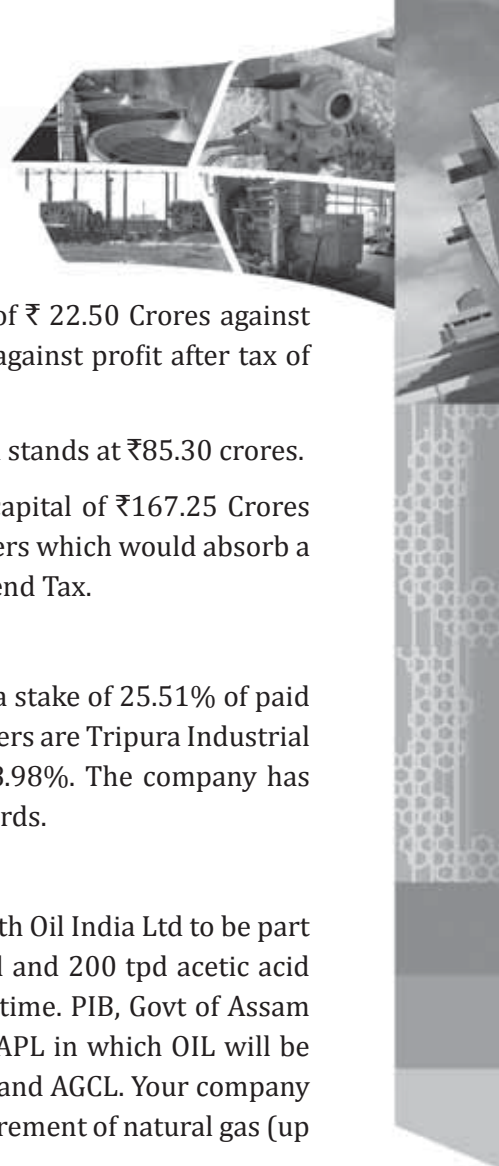 of ₹ 22.50 Crores against
against profit after tax of
stands at ₹85.30 crores.
capital of ₹167.25 Crores
ers which would absorb a
end Tax.
a stake of 25.51% of paid
ers are Tripura Industrial
8.98%. The company has
rds.
th Oil India Ltd to be part
and 200 tpd acetic acid
time. PIB, Govt of Assam
APL in which OIL will be
and AGCL. Your company
rement of natural gas (up